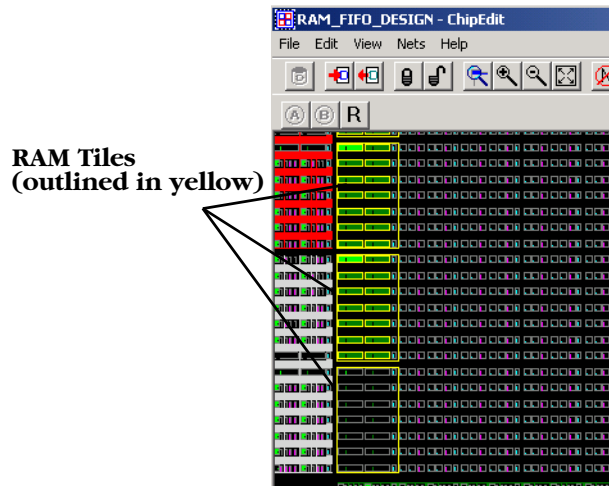 RAM_FIFO_DESIGN - ChipEdit
File Edit View Nets Help
A B R
RAM Tiles
(outlined in yellow)